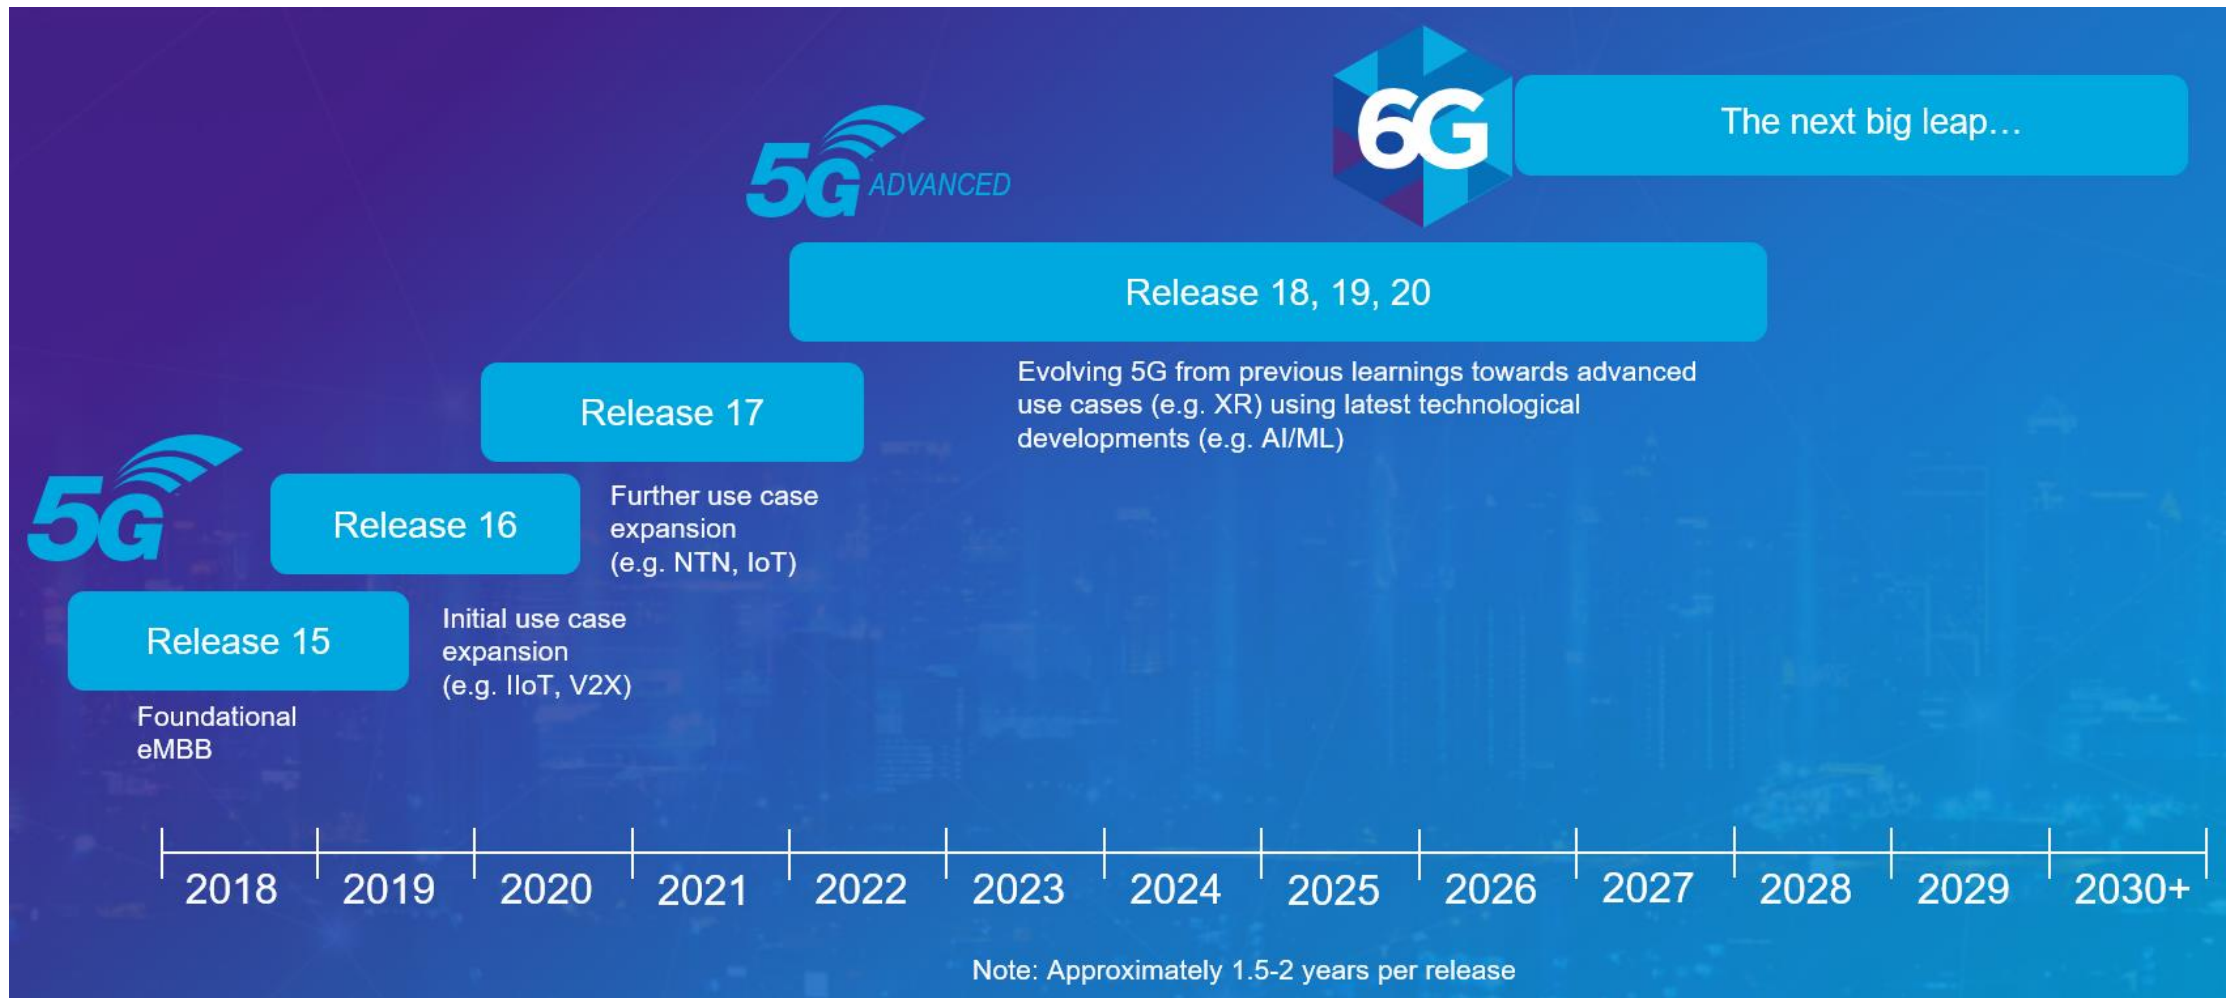 6G
The next big leap...
5G ADVANCED
Release 18, 19, 20
Evolving 5G from previous learnings towards advanced
use cases (e.g. XR) using latest technological
developments (e.g. AI/ML)
Release 17
Further use case
expansion
(e.g. NTN, IoT)
5G
Release 16
Initial use case
expansion
(e.g. IIoT, V2X)
Release 15
Foundational
eMBB
2018 2019 2020 2021 2022 2023 2024 2025 2026 2027 2028 2029 2030+
Note: Approximately 1.5-2 years per release